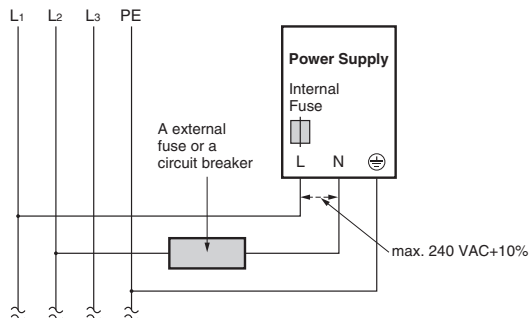 L1 L2 L3 PE
Power Supply
Internal
Fuse
A external
fuse or a
circuit breaker
L N
max. 240 VAC+10%